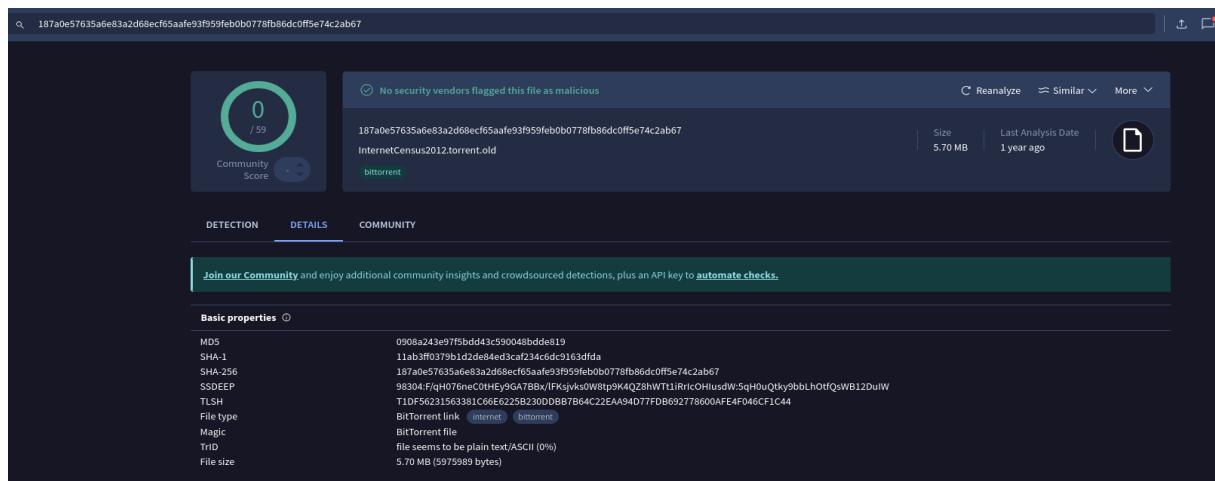 187a0e57635a6e83a2d68ecf65aafe93f959feb0b0778fb86dc0ff5e74c2ab67
0
/ 59
Community
Score
No security vendors flagged this file as malicious
Reanalyze Similar More
187a0e57635a6e83a2d68ecf65aafe93f959feb0b0778fb86dc0ff5e74c2ab67
InternetCensus2012.torrent.old
bittorrent
Size
5.70 MB
Last Analysis Date
1 year ago
DETECTION DETAILS COMMUNITY
Join our Community and enjoy additional community insights and crowdsourced detections, plus an API key to automate checks.
Basic properties
MD5 0908a243e97f5bdd43c590048bdde819
SHA-1 11ab3ff0379b1d2de84ed3caf234c6dc9163dfda
SHA-256 187a0e57635a6e83a2d68ecf65aafe93f959feb0b0778fb86dc0ff5e74c2ab67
SSDEEP 98304:F/qH076neC0tHEy9GA7BBx/lFKsjvks0W8tp9K4QZ8hWTt1iRrIcOHIusdW:5qH0uQtky9bbLhOtfQsWB12DuIW
TLSH T1DF56231563381C66E6225B230DDBB7B64C22EAA94D77FDB692778600AFE4F046CF1C44
File type BitTorrent link internet bittorrent
Magic BitTorrent file
TrID file seems to be plain text/ASCII (0%)
File size 5.70 MB (5975989 bytes)